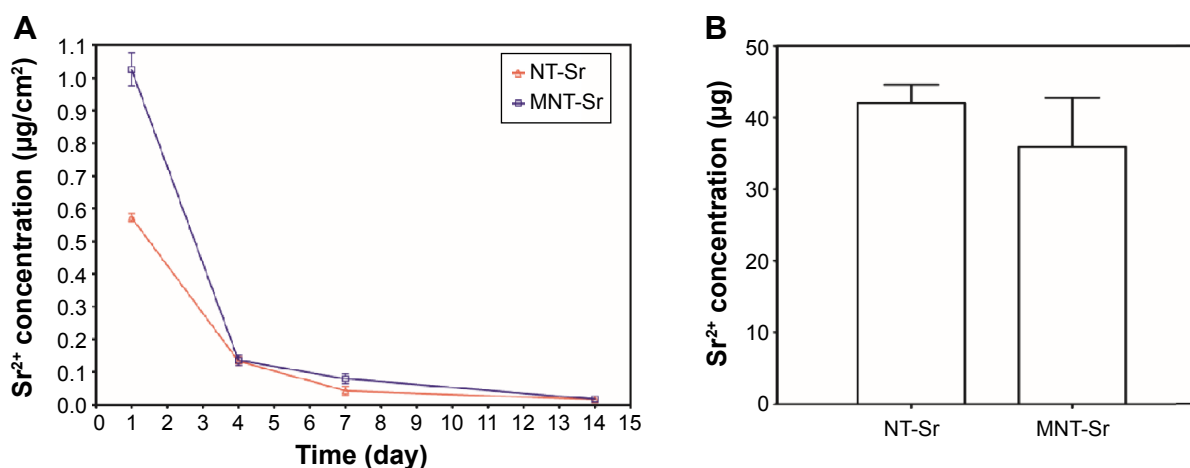 A
Sr²⁺ concentration (µg/cm²)
1.1
1.0
0.9
0.8
0.7
0.6
0.5
0.4
0.3
0.2
0.1
0.0
NT-Sr
MNT-Sr
0 1 2 3 4 5 6 7 8 9 10 11 12 13 14 15
Time (day)
B
Sr²⁺ concentration (µg)
50
40
30
20
10
0
NT-Sr MNT-Sr